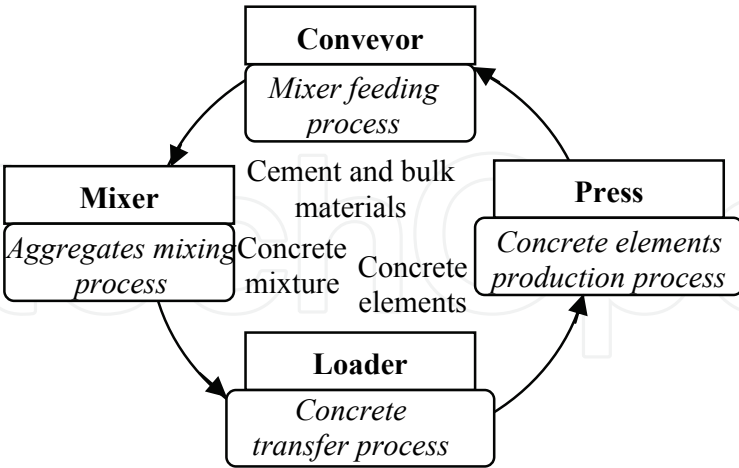 Conveyor
Mixer feeding
process
Cement and bulk
materials
Mixer
Aggregates mixing
process
Concrete
mixture
Concrete
elements
Press
Concrete elements
production process
Loader
Concrete
transfer process